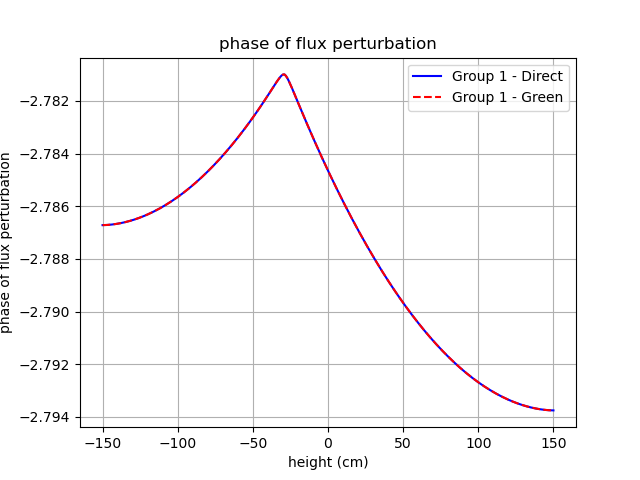 phase of flux perturbation
Group 1 - Direct
Group 1 - Green
phase of flux perturbation
−2.782
−2.784
−2.786
−2.788
−2.790
−2.792
−2.794
−150
−100
−50
0
50
100
150
height (cm)